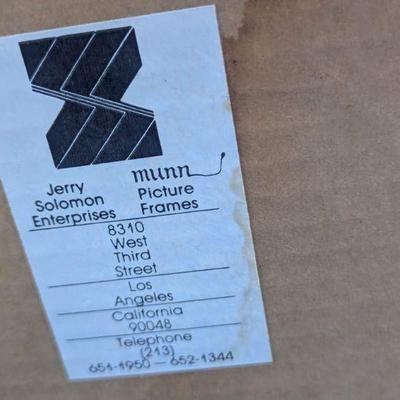 munn
Jerry Picture
Solomon Frames
Enterprises
8310
West
Third
Street
Los
Angeles
California
90048
Telephone
(213)
651-1950 — 652-1344